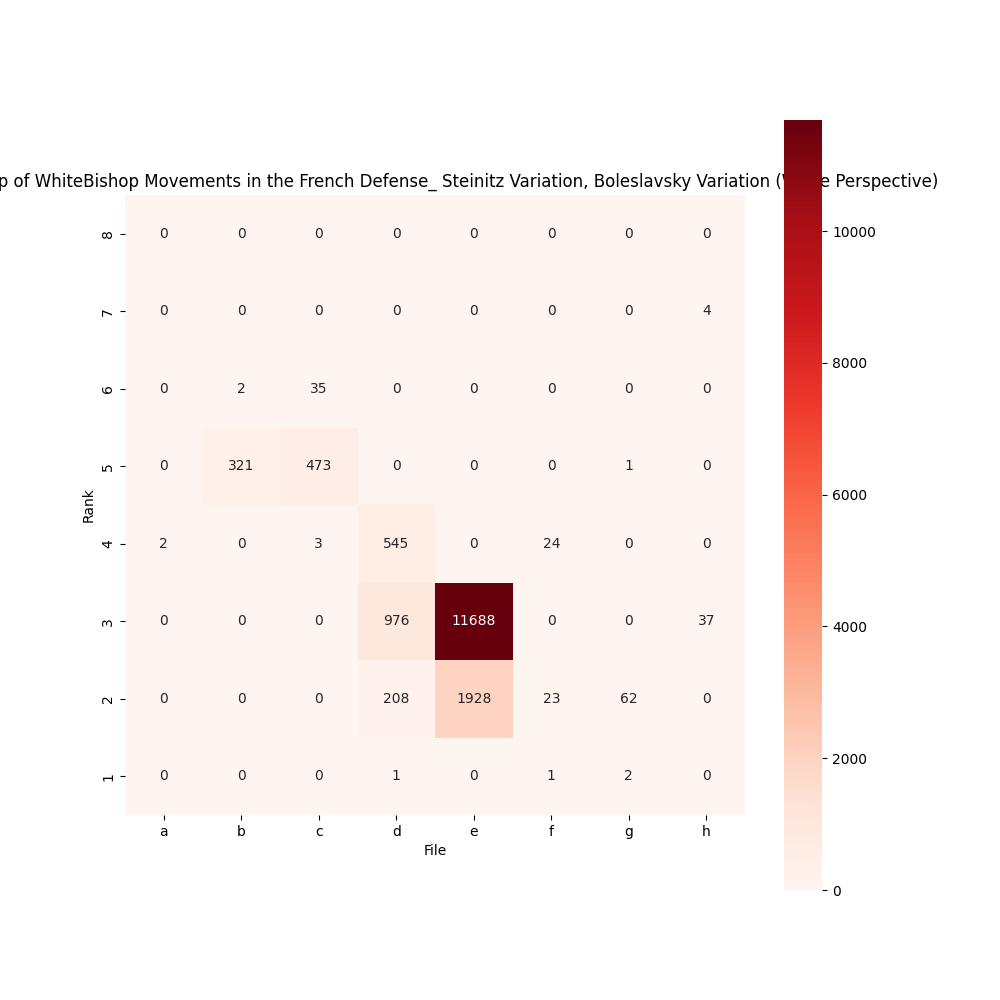 p of WhiteBishop Movements in the French Defense_ Steinitz Variation, Boleslavsky Variation ( e Perspective)
8 0 0 0 0 0 0 0 0
7 0 0 0 0 0 0 0 4
6 0 2 35 0 0 0 0 0
5 0 321 473 0 0 0 1 0
4 2 0 3 545 0 24 0 0
3 0 0 0 976 11688 0 0 37
2 0 0 0 208 1928 23 62 0
1 0 0 0 1 0 1 2 0
a b c d e f g h
File
Rank
10000
8000
6000
4000
2000
0